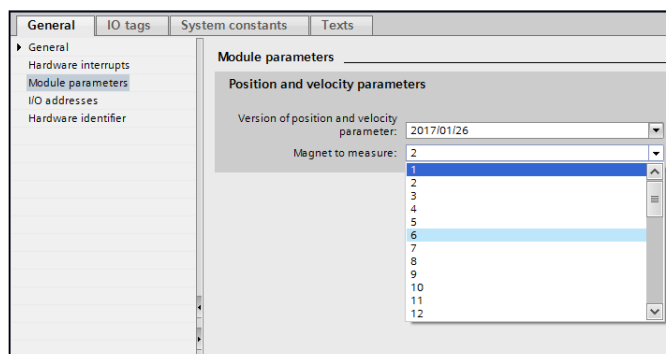 General
IO tags
System constants
Texts
General
Hardware interrupts
Module parameters
I/O addresses
Hardware identifier
Module parameters
Position and velocity parameters
Version of position and velocity
parameter: 2017/01/26
Magnet to measure: 2
1
2
3
4
5
6
7
8
9
10
11
12